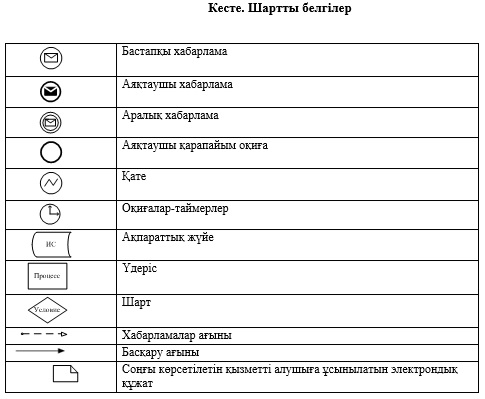 Кесте. Шартты белгілер
Бастапқы хабарлама
Аяқтаушы хабарлама
Аралық хабарлама
Аяқтаушы қарапайым оқиға
Қате
Оқиғалар-таймерлер
ИС
Ақпараттық жүйе
Процесс
Үдеріс
Условие
Шарт
Хабарламалар ағыны
Басқару ағыны
Соңғы көрсетілетін қызметті алушыға ұсынылатын электрондық
құжат